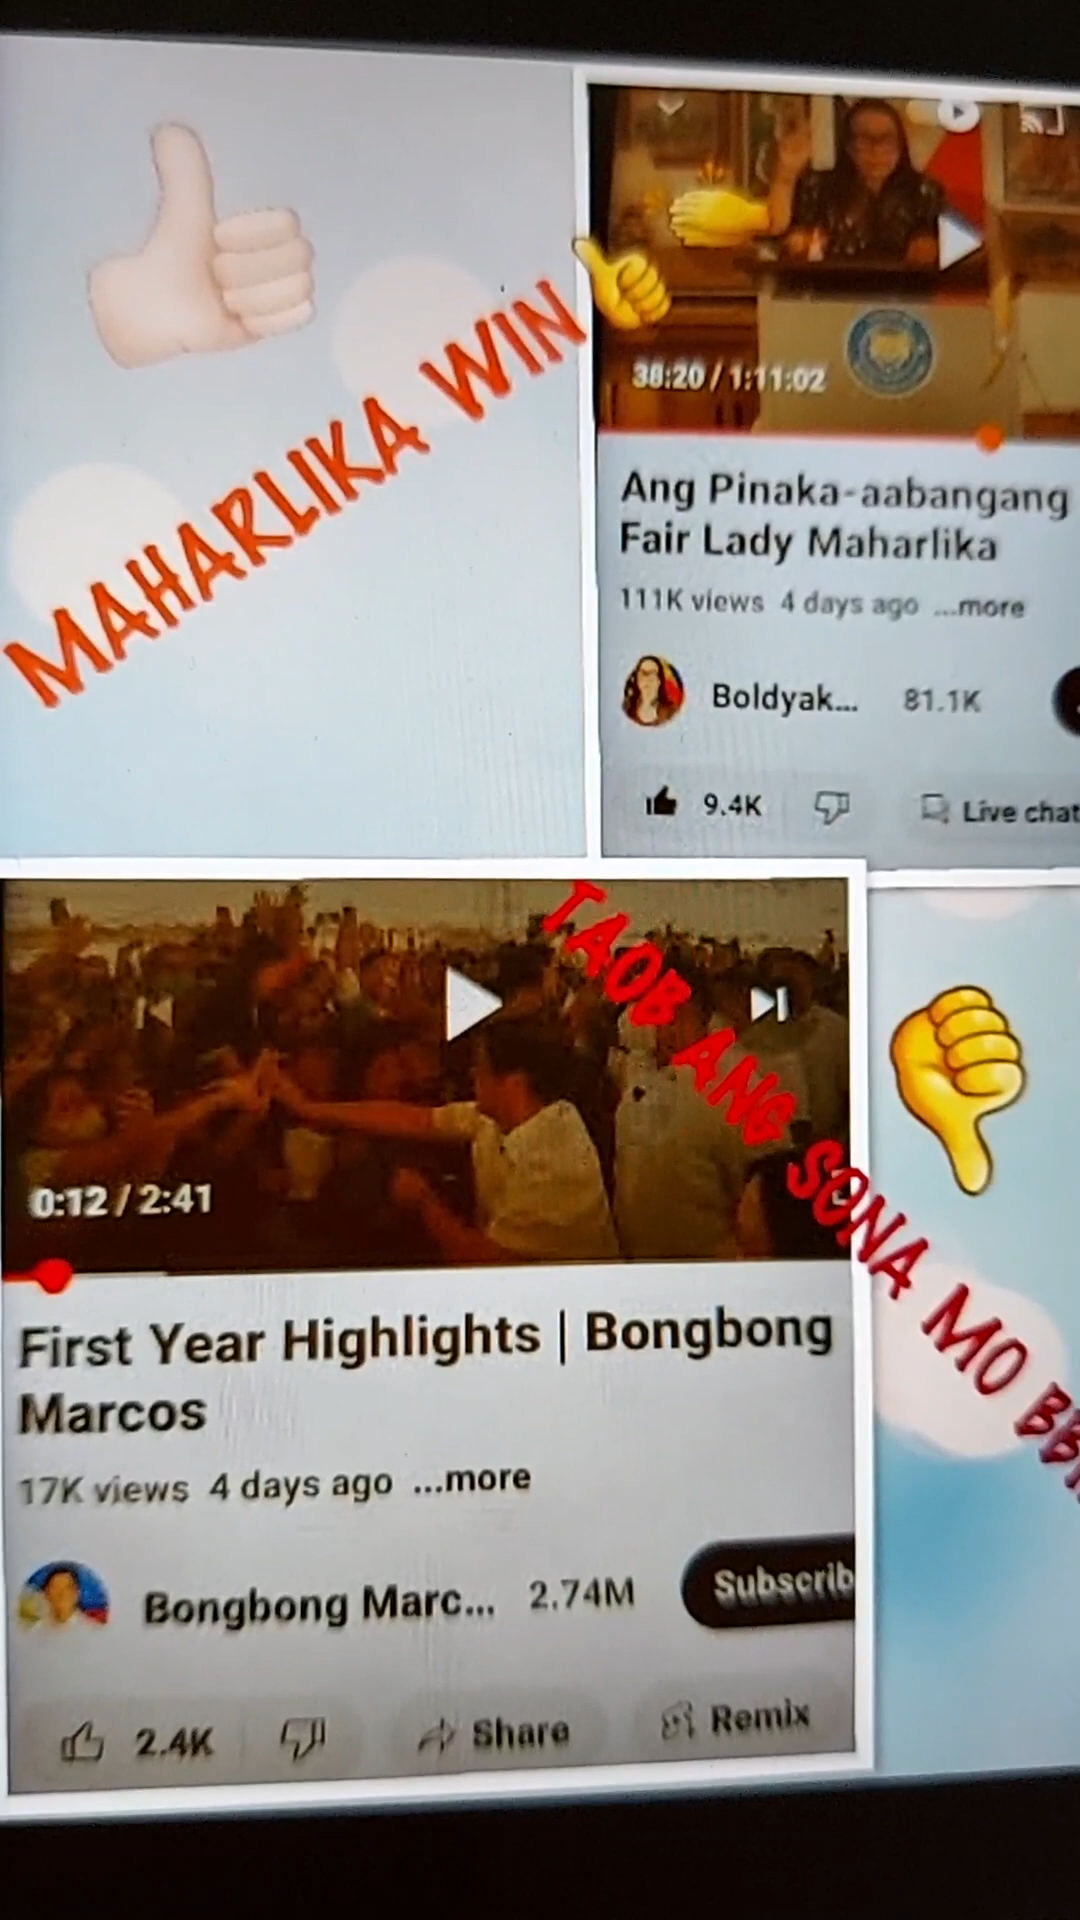 MAHARLIKA WIN
38:20 / 1:11:02
Ang Pinaka-aabangang
Fair Lady Maharlika
111K views 4 days ago ...more
Boldyak... 81.1K
9.4K
Live chat
TAOB ANG SONA MO BB
0:12 / 2:41
First Year Highlights | Bongbong
Marcos
17K views 4 days ago ...more
Bongbong Marc... 2.74M
Subscrib
2.4K
Share
Remix